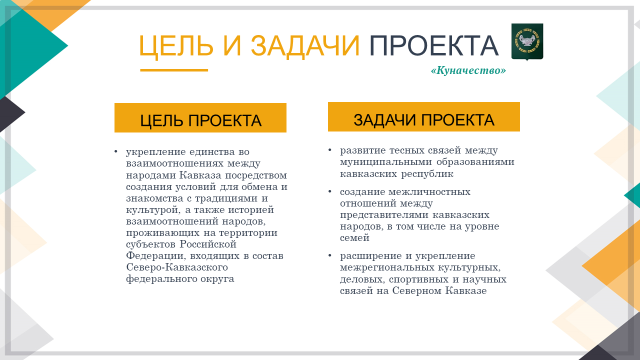 ЦЕЛЬ И ЗАДАЧИ ПРОЕКТА
«Куначество»
ЦЕЛЬ ПРОЕКТА
• укрепление единства во
взаимоотношениях между
народами Кавказа посредством
создания условий для обмена и
знакомства с традициями и
культурой, а также историей
взаимоотношений народов,
проживающих на территории
субъектов Российской
Федерации, входящих в состав
Северо-Кавказского
федерального округа
ЗАДАЧИ ПРОЕКТА
• развитие тесных связей между
муниципальными образованиями
кавказских республик
• создание межличностных
отношений между
представителями кавказских
народов, в том числе на уровне
семей
• расширение и укрепление
межрегиональных культурных,
деловых, спортивных и научных
связей на Северном Кавказе